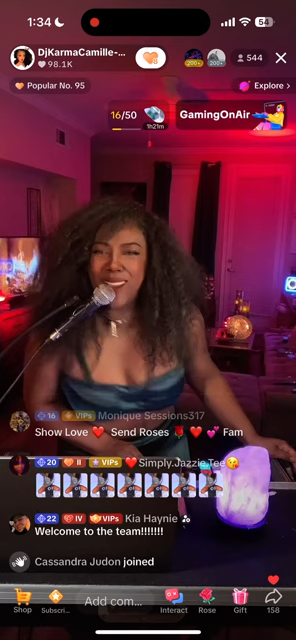 1:34
54
DjKarmaCamille-...
98.1K
200+
200+
544
Popular No. 95
Explore >
16/50
1h21m
GamingOnAir
16 VIPs Monique Sessions317
Show Love ❤️ Send Roses 🌹 ❤️ 💕 Fam
20 II VIPs ❤️Simply.Jazzie.Tee😘
22 IV VIPs Kia Haynie
Welcome to the team!!!!!!!
Cassandra Judon joined
Shop
Subscri...
Add com...
Interact
Rose
Gift
158